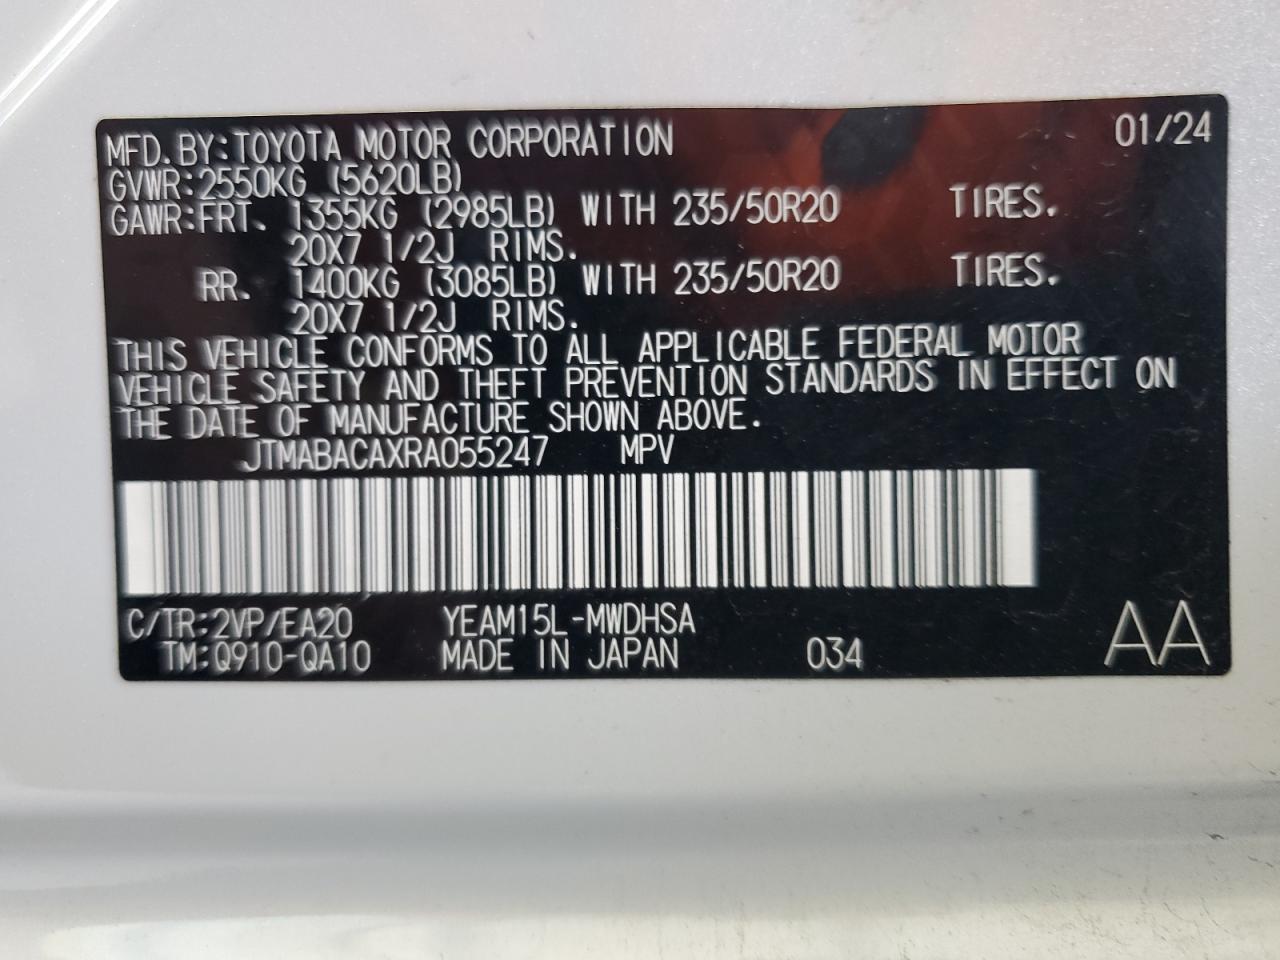 MFD. BY: TOYOTA MOTOR CORPORATION 01/24
GVWR: 2550KG (5620LB)
GAWR: FRT. 1355KG (2985LB) WITH 235/50R20 TIRES.
20X7 1/2J RIMS.
RR. 1400KG (3085LB) WITH 235/50R20 TIRES.
20X7 1/2J RIMS.
THIS VEHICLE CONFORMS TO ALL APPLICABLE FEDERAL MOTOR
VEHICLE SAFETY AND THEFT PREVENTION STANDARDS IN EFFECT ON
THE DATE OF MANUFACTURE SHOWN ABOVE.
JTMABACAXRA055247 MPV
C/TR: 2VP/EA20 YEAM15L-MWDHSA
TM: Q910-QA10 MADE IN JAPAN 034 AA